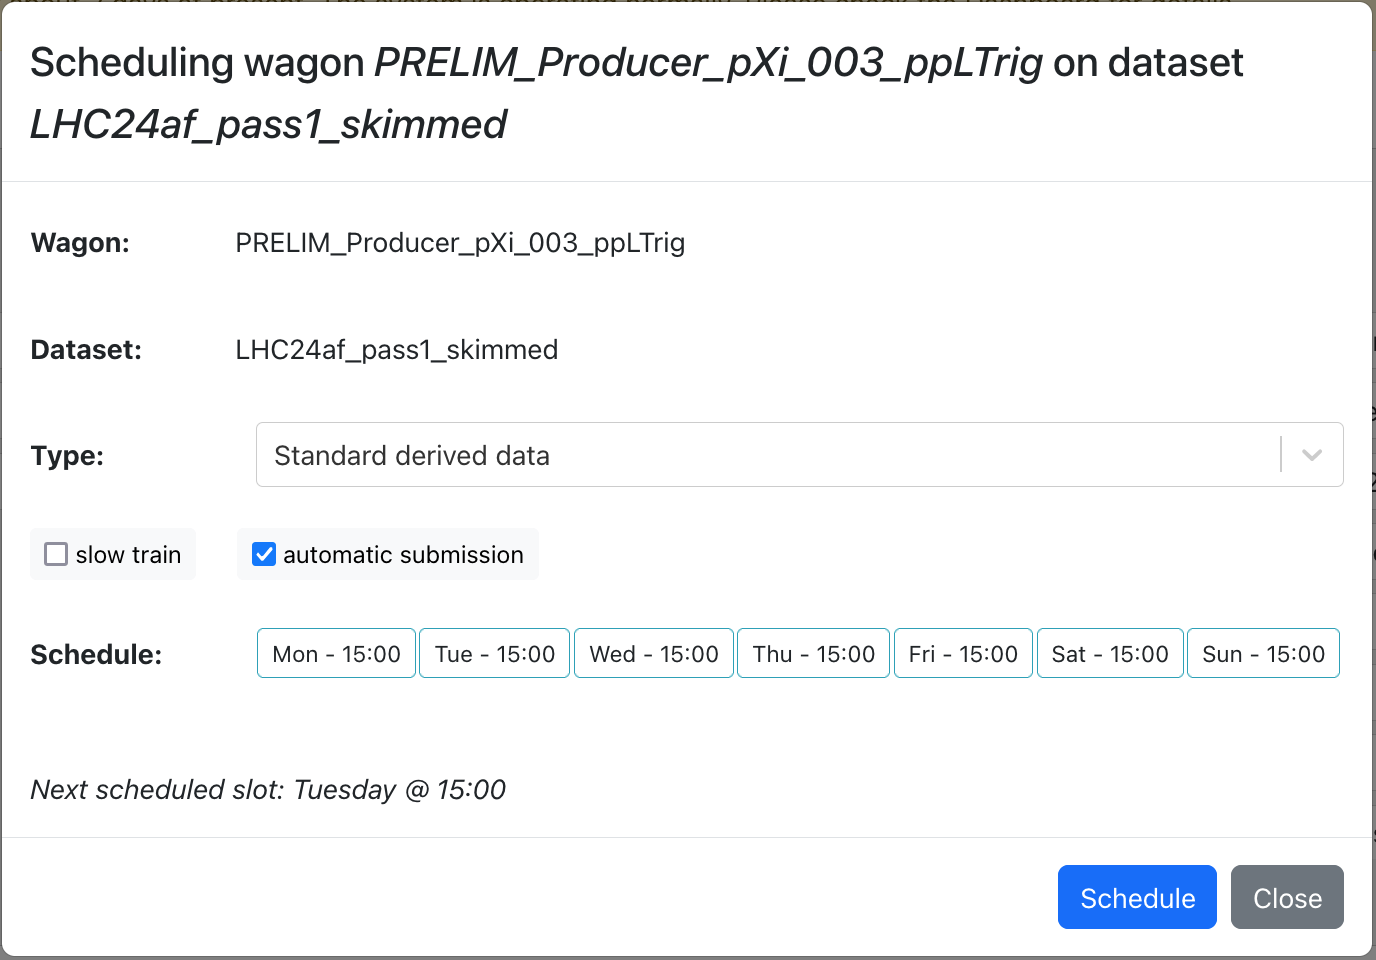 Scheduling wagon PRELIM_Producer_pXi_003_ppLTrig on dataset
LHC24af_pass1_skimmed
Wagon: PRELIM_Producer_pXi_003_ppLTrig
Dataset: LHC24af_pass1_skimmed
Type: Standard derived data
slow train automatic submission
Schedule: Mon - 15:00 Tue - 15:00 Wed - 15:00 Thu - 15:00 Fri - 15:00 Sat - 15:00 Sun - 15:00
Next scheduled slot: Tuesday @ 15:00
Schedule Close